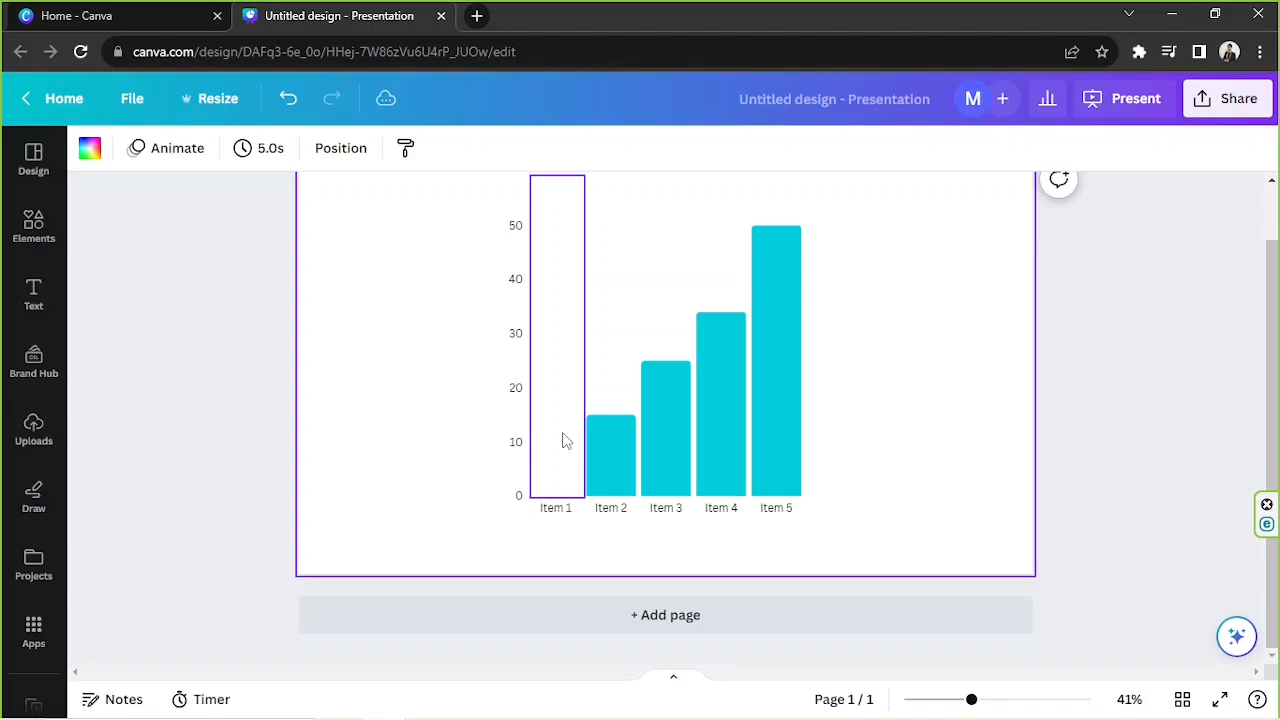 Home - Canva
Untitled design - Presentation
canva.com/design/DAFq3-6e_0o/HHej-7W86zVu6U4rP_JUOw/edit
Home
File
Resize
Untitled design - Presentation
M
Present
Share
Animate
5.0s
Position
Design
Elements
Text
Brand Hub
Uploads
Draw
Projects
Apps
50
40
30
20
10
0
Item 1
Item 2
Item 3
Item 4
Item 5
+ Add page
Notes
Timer
Page 1 / 1
41%